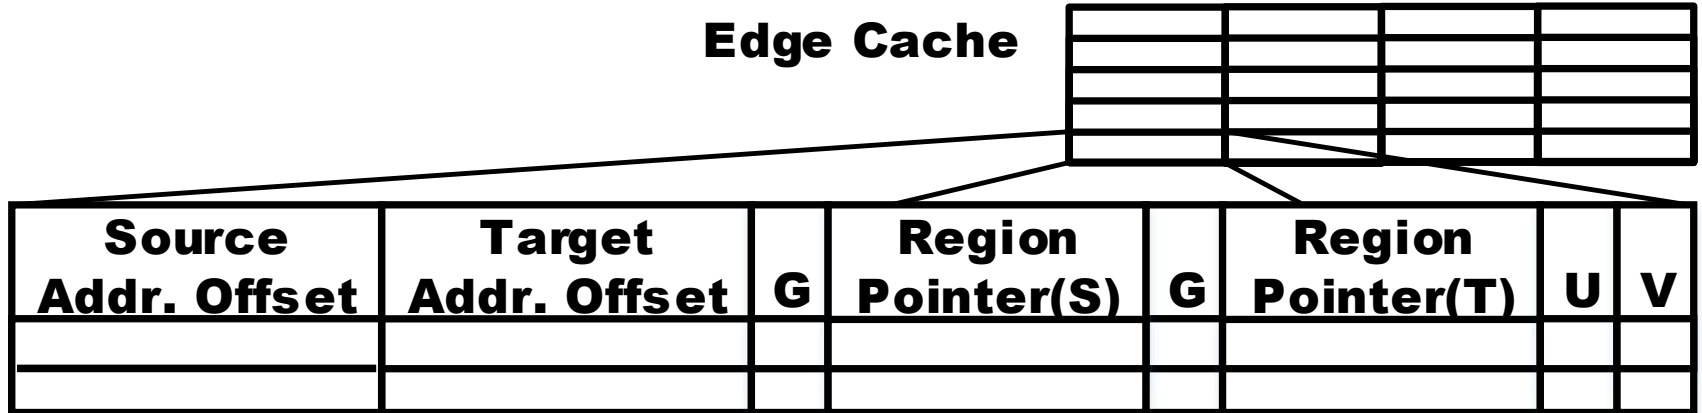 Edge Cache
Source
Addr. Offset
Target
Addr. Offset
G
Region
Pointer(S)
G
Region
Pointer(T)
U
V